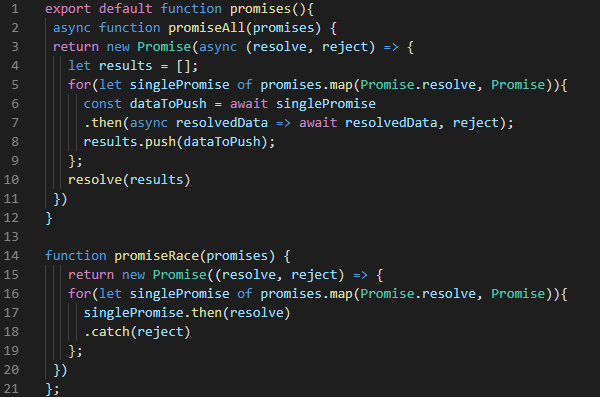 1 export default function promises(){
2 async function promiseAll(promises) {
3 return new Promise(async (resolve, reject) => {
4 let results = [];
5 for(let singlePromise of promises.map(Promise.resolve, Promise)){
6 const dataToPush = await singlePromise
7 .then(async resolvedData => await resolvedData, reject);
8 results.push(dataToPush);
9 };
10 resolve(results)
11 })
12 }
13
14 function promiseRace(promises) {
15 return new Promise((resolve, reject) => {
16 for(let singlePromise of promises.map(Promise.resolve, Promise)){
17 singlePromise.then(resolve)
18 .catch(reject)
19 };
20 })
21 };